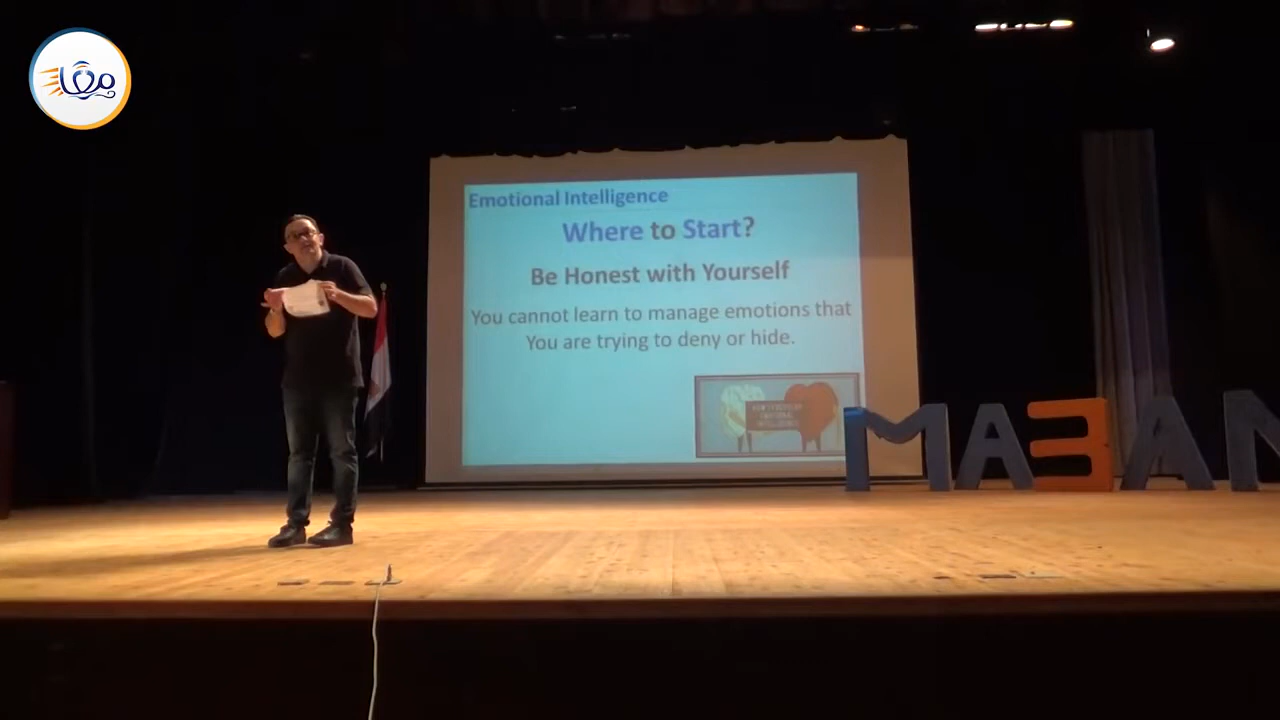 معا
Emotional Intelligence
Where to Start?
Be Honest with Yourself
You cannot learn to manage emotions that
You are trying to deny or hide.
MA3AN